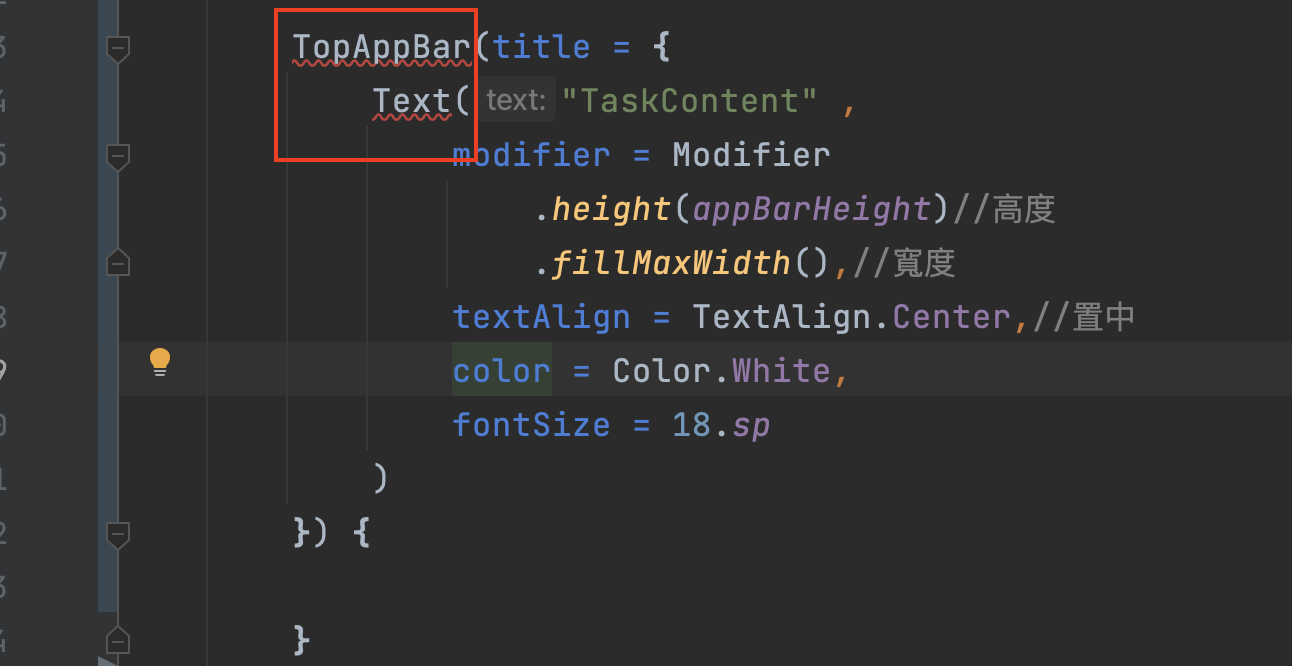 TopAppBar(title = {
Text( text: "TaskContent" ,
modifier = Modifier
.height(appBarHeight)//高度
.fillMaxWidth(),//寬度
textAlign = TextAlign.Center,//置中
color = Color.White,
fontSize = 18.sp
)
}) {
}